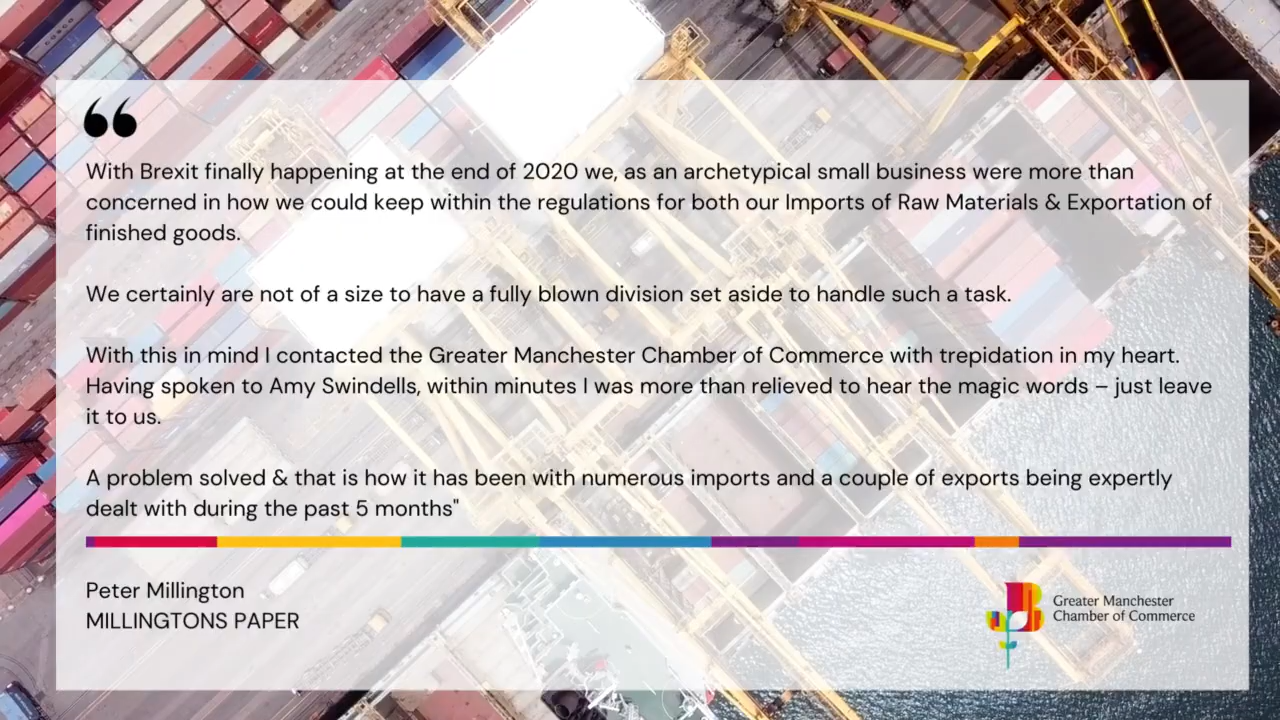 ❝
With Brexit finally happening at the end of 2020 we, as an archetypical small business were more than
concerned in how we could keep within the regulations for both our Imports of Raw Materials & Exportation of
finished goods.
We certainly are not of a size to have a fully blown division set aside to handle such a task.
With this in mind I contacted the Greater Manchester Chamber of Commerce with trepidation in my heart.
Having spoken to Amy Swindells, within minutes I was more than relieved to hear the magic words – just leave
it to us.
A problem solved & that is how it has been with numerous imports and a couple of exports being expertly
dealt with during the past 5 months"
Peter Millington
MILLINGTONS PAPER
Greater Manchester
Chamber of Commerce